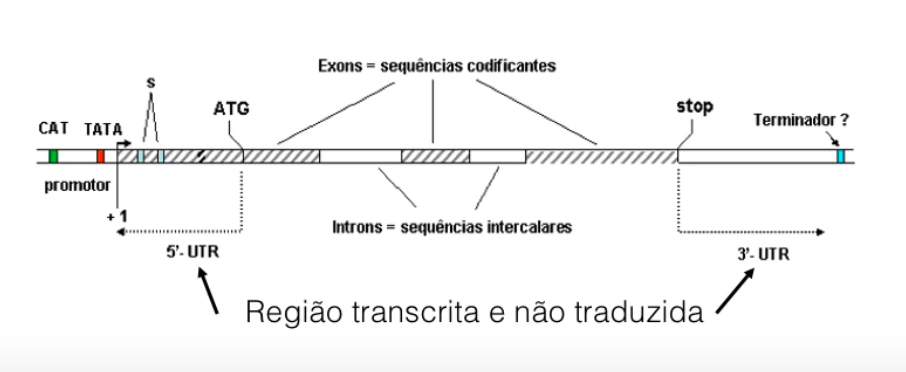 Exons = sequências codificantes
s
ATG
stop
CAT TATA
Terminador ?
promotor
+ 1
Introns = sequências intercalares
5'- UTR
3'- UTR
Região transcrita e não traduzida